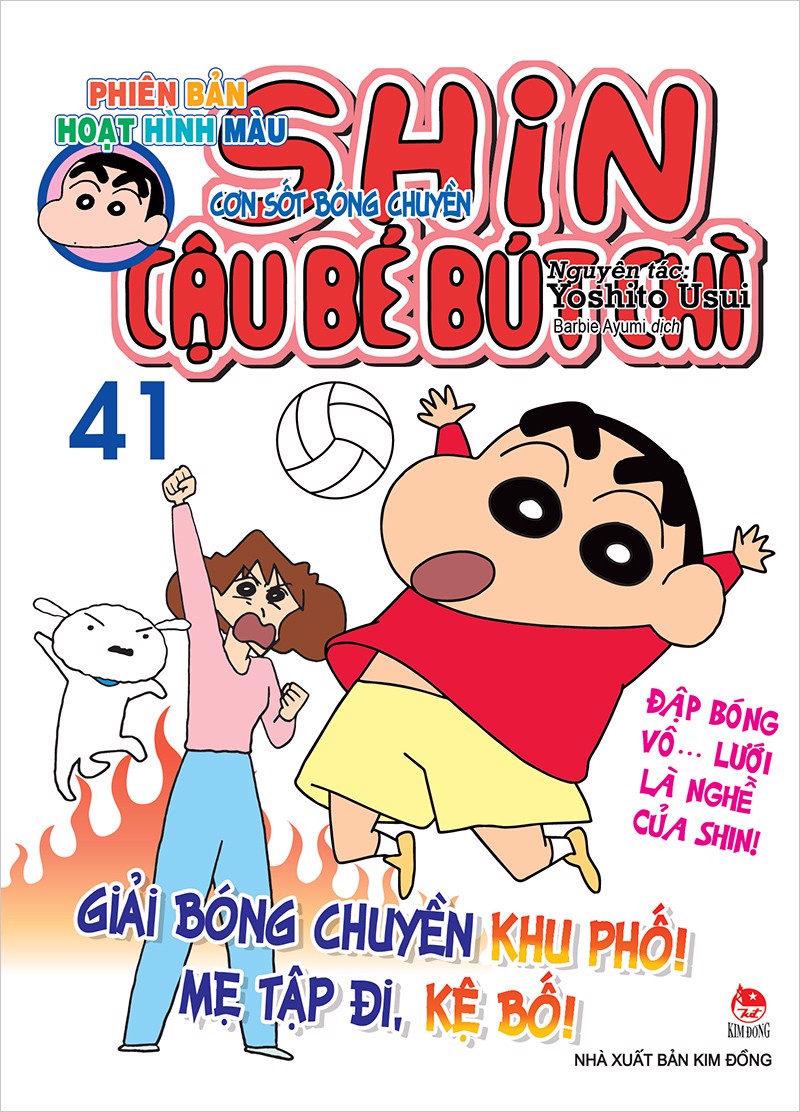 PHIÊN BẢN
HOẠT HÌNH MÀU
SHiN
CƠN SỐT BÓNG CHUYỀN
CẬU BÉ BÚT CHÌ
Nguyên tác:
Yoshito Usui
Barbie Ayumi dịch
41
ĐẬP BÓNG
VÔ... LƯỚI
LÀ NGHỀ
CỦA SHIN!
GIẢI BÓNG CHUYỀN KHU PHỐ!
MẸ TẬP ĐI, KỆ BỐ!
KIM ĐỒNG
NHÀ XUẤT BẢN KIM ĐỒNG